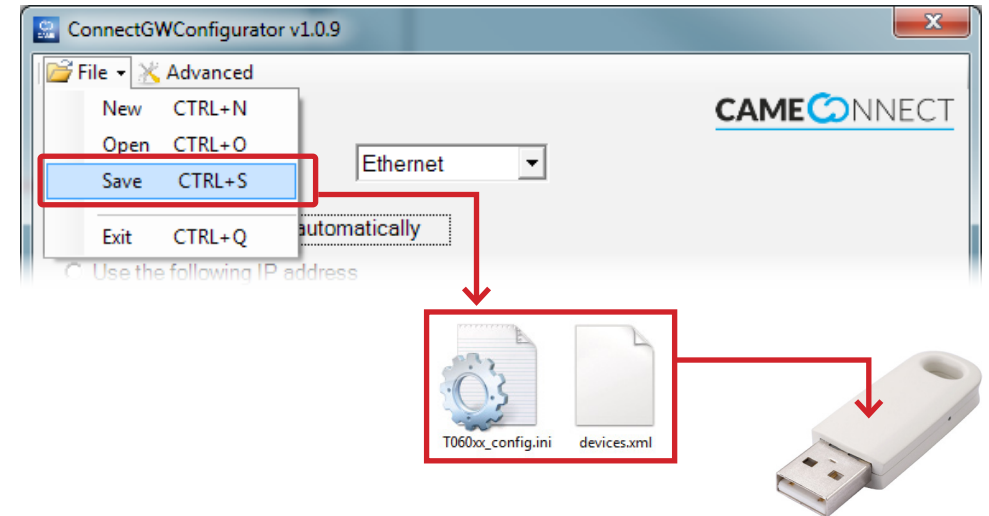 ConnectGWConfigurator v1.0.9
File Advanced
CAMECONNECT
New CTRL+N
Open CTRL+O
Ethernet
Save CTRL+S
automatically
Exit CTRL+Q
Use the following IP address
T060xx_config.ini devices.xml